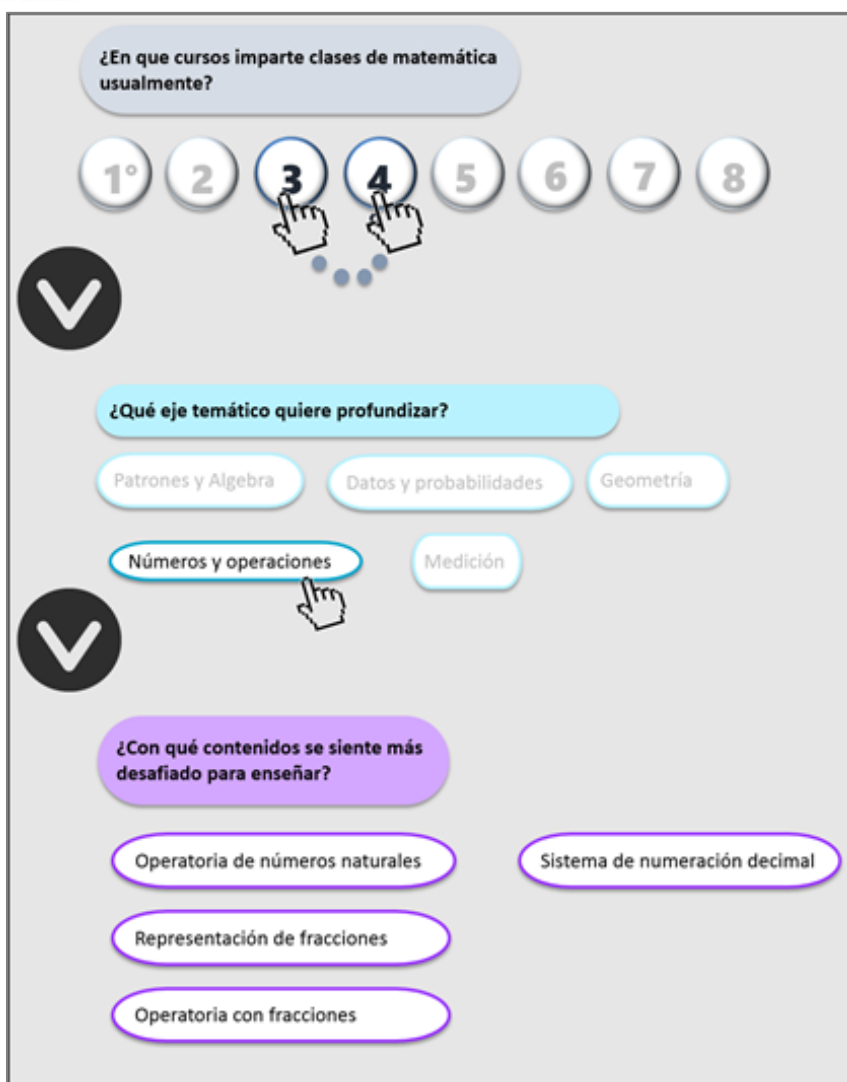 ¿En que cursos imparte clases de matemática
usualmente?
1° 2 3 4 5 6 7 8
¿Qué eje temático quiere profundizar?
Patrones y Algebra Datos y probabilidades Geometría
Números y operaciones Medición
¿Con qué contenidos se siente más
desafiado para enseñar?
Operatoria de números naturales Sistema de numeración decimal
Representación de fracciones
Operatoria con fracciones